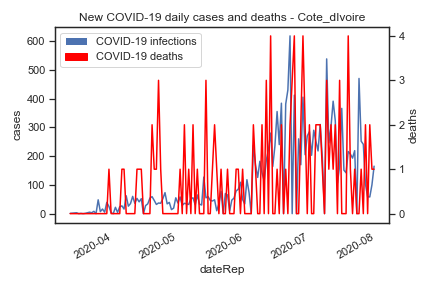 New COVID-19 daily cases and deaths - Cote_dIvoire
COVID-19 infections
COVID-19 deaths
600
500
400
300
200
100
0
cases
4
3
2
1
0
deaths
2020-04
2020-05
2020-06
2020-07
2020-08
dateRep